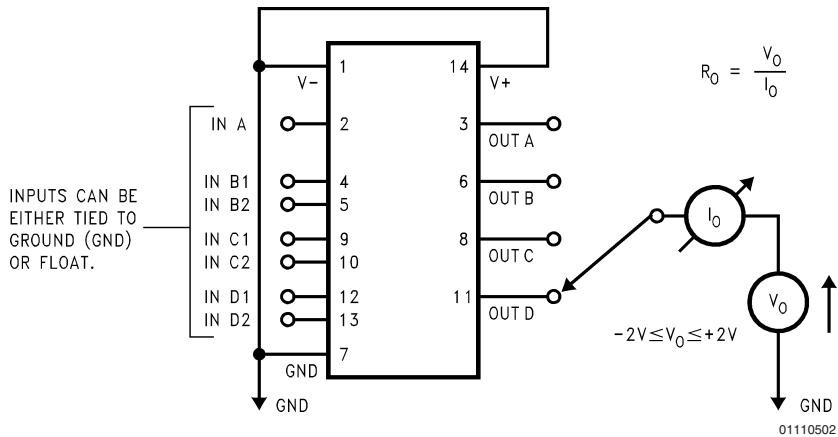 1
14
V-
V+
R_O = V_O / I_O
IN A
2
3
OUT A
IN B1
4
6
IN B2
5
OUT B
INPUTS CAN BE
EITHER TIED TO
GROUND (GND)
OR FLOAT.
IN C1
9
8
IN C2
10
OUT C
IN D1
12
11
IN D2
13
OUT D
7
GND
GND
I_O
V_O
-2V≤V_O≤+2V
GND
01110502